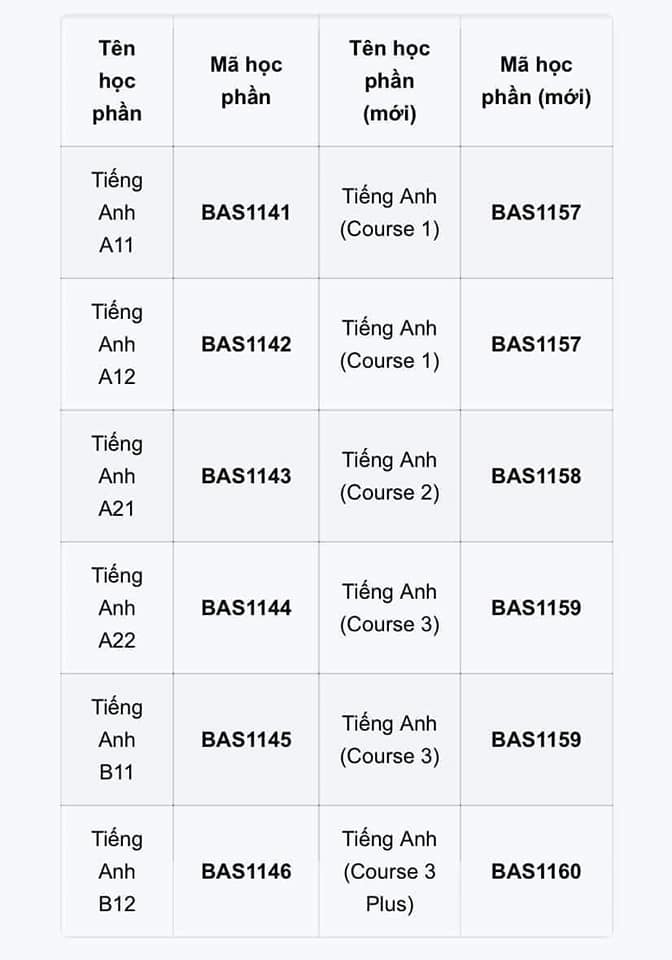 Tên
học
phần
Mã học
phần
Tên học
phần
(mới)
Mã học
phần (mới)
Tiếng
Anh
A11
BAS1141
Tiếng Anh
(Course 1)
BAS1157
Tiếng
Anh
A12
BAS1142
Tiếng Anh
(Course 1)
BAS1157
Tiếng
Anh
A21
BAS1143
Tiếng Anh
(Course 2)
BAS1158
Tiếng
Anh
A22
BAS1144
Tiếng Anh
(Course 3)
BAS1159
Tiếng
Anh
B11
BAS1145
Tiếng Anh
(Course 3)
BAS1159
Tiếng
Anh
B12
BAS1146
Tiếng Anh
(Course 3
Plus)
BAS1160